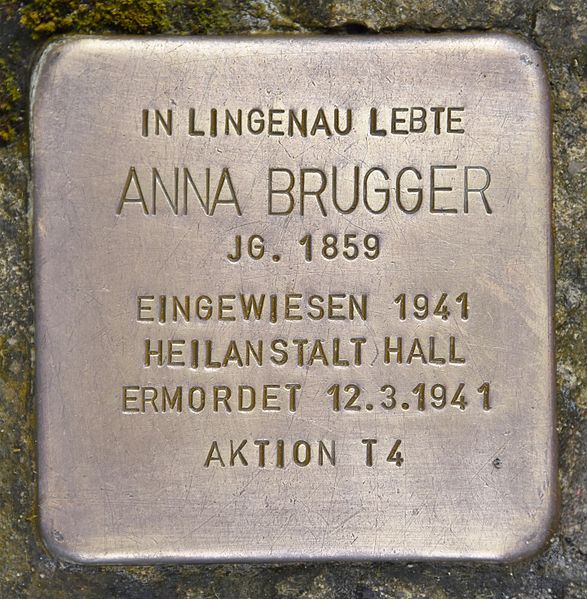 IN LINGENAU LEBTE
ANNA BRUGGER
JG. 1859
EINGEWIESEN 1941
HEILANSTALT HALL
ERMORDET 12.3.1941
AKTION T4